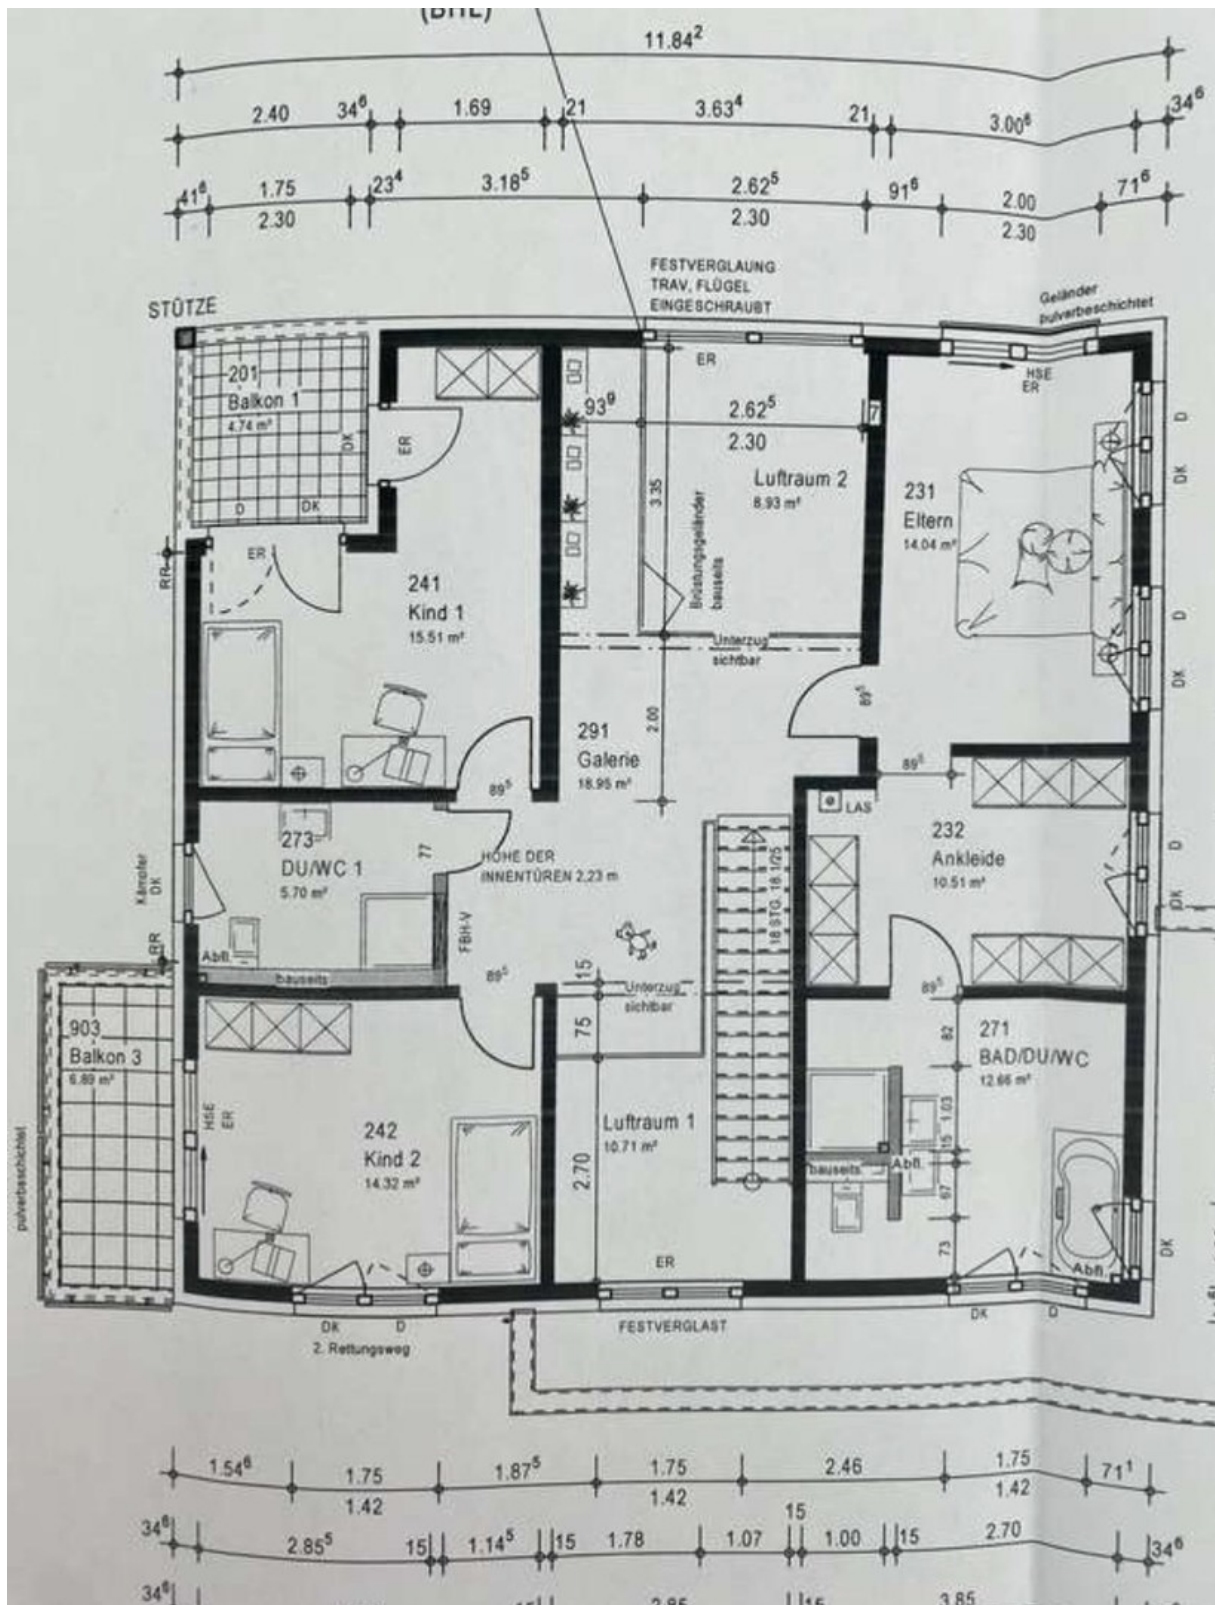 (BHE)
11.84²
2.40 34⁶ 1.69 21 3.63⁴ 21 3.00⁶ 34⁶
41⁶ 1.75 23⁴ 3.18⁵ 2.62⁵ 91⁶ 2.00 71⁶
2.30 2.30 2.30
FESTVERGLAUNG
TRAV, FLÜGEL
EINGESCHRAUBT
STÜTZE
Geländer
pulverbeschichtet
ER
HSE
ER
201
Balkon 1
4.74 m²
DK
ER
D DK
ER
RR
93⁹
2.62⁵
2.30
7
3.35
Luftraum 2
8.93 m²
Brüstungsgeländer
bauseits
231
Eltern
14.04 m²
D
DK
D
DK
241
Kind 1
15.51 m²
Unterzug
sichtbar
2.00
89⁵
291
Galerie
18.95 m²
89⁵
89⁵
LAS
273
DU/WC 1
5.70 m²
77
HÖHE DER
INNENTÜREN 2,23 m
18 STG. 18.1/25
232
Ankleide
10.51 m²
D
DK
Kämpfer
DK
RR
Abfl.
FBH-V
bauseits
89⁵
15
Unterzug
sichtbar
75
89⁵
903
Balkon 3
6.89 m²
HSE
ER
pulverbeschichtet
242
Kind 2
14.32 m²
Luftraum 1
10.71 m²
2.70
ER
271
BAD/DU/WC
12.66 m²
82
1.03
15
67
73
bauseits
Abfl.
Abfl.
DK
DK D
2. Rettungsweg
FESTVERGLAST
DK D
1.54⁶ 1.75 1.87⁵ 1.75 2.46 1.75 71¹
1.42 1.42 1.42
34⁶ 2.85⁵ 15 1.14⁵ 15 1.78 1.07 15 1.00 15 2.70 34⁶
34⁶ 2.85 15 3.85